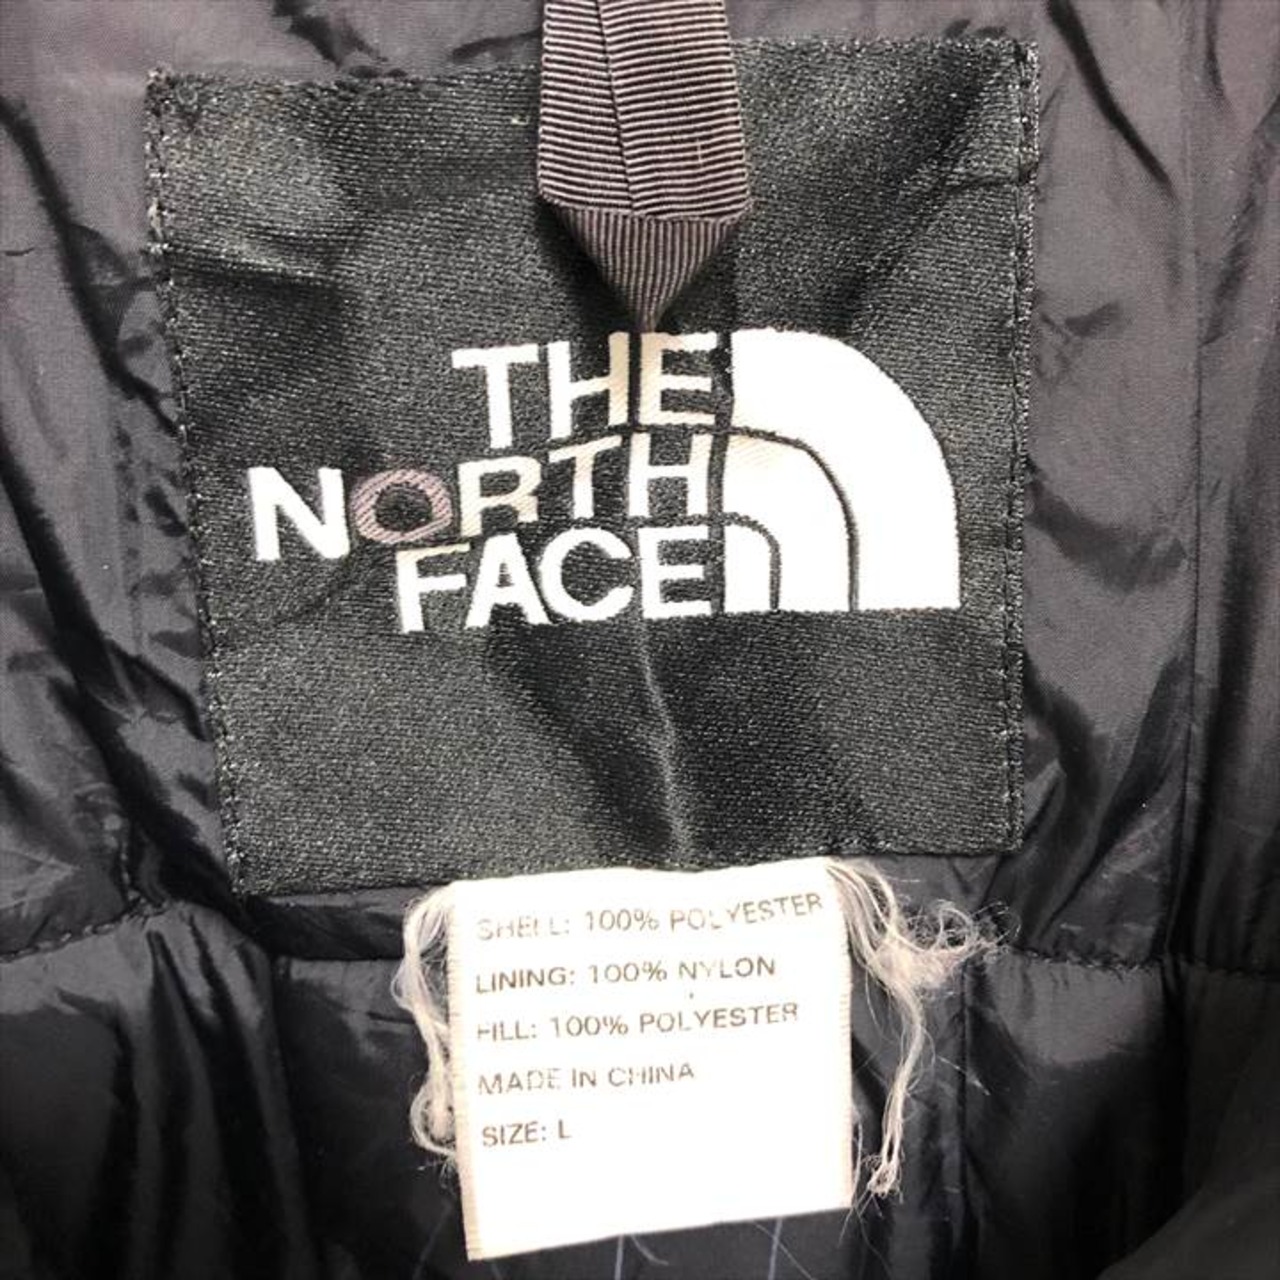 THE
NORTH
FACE
SHELL: 100% POLYESTER
LINING: 100% NYLON
FILL: 100% POLYESTER
MADE IN CHINA
SIZE: L